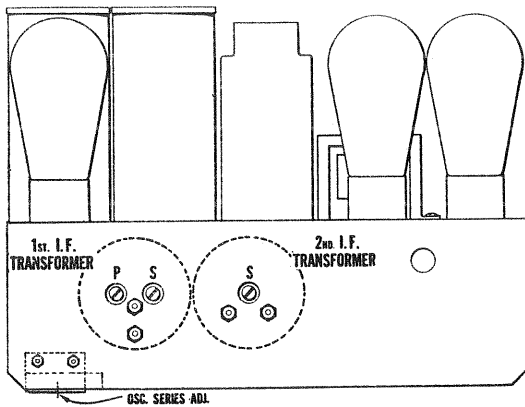 1ST. I.F.
TRANSFORMER
2ND. I.F.
TRANSFORMER
P S
S
OSC. SERIES ADJ.